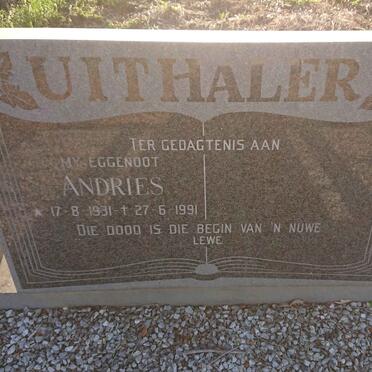 UITHALER
TER GEDAGTENIS AAN
MY EGGENOOT
ANDRIES
* 17-8-1931 - † 27-6-1991
DIE DOOD IS DIE BEGIN VAN 'N NUWE
LEWE